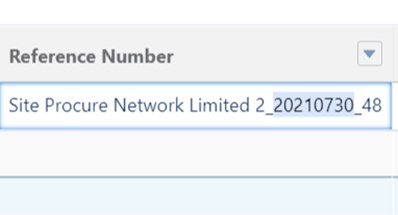 Reference Number
Site Procure Network Limited 2_20210730_48